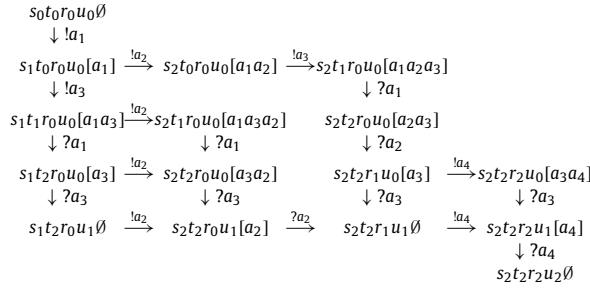 s₀t₀r₀u₀∅
↓ !a₁
s₁t₀r₀u₀[a₁] !a₂⟶ s₂t₀r₀u₀[a₁a₂] !a₃⟶ s₂t₁r₀u₀[a₁a₂a₃]
↓ !a₃ ↓ ?a₁
s₁t₁r₀u₀[a₁a₃] !a₂⟶ s₂t₁r₀u₀[a₁a₃a₂] s₂t₂r₀u₀[a₂a₃]
↓ ?a₁ ↓ ?a₁ ↓ ?a₂
s₁t₂r₀u₀[a₃] !a₂⟶ s₂t₂r₀u₀[a₃a₂] s₂t₂r₁u₀[a₃] !a₄⟶ s₂t₂r₂u₀[a₃a₄]
↓ ?a₃ ↓ ?a₃ ↓ ?a₃ ↓ ?a₃
s₁t₂r₀u₁∅ !a₂⟶ s₂t₂r₀u₁[a₂] ?a₂⟶ s₂t₂r₁u₁∅ !a₄⟶ s₂t₂r₂u₁[a₄]
↓ ?a₄
s₂t₂r₂u₂∅